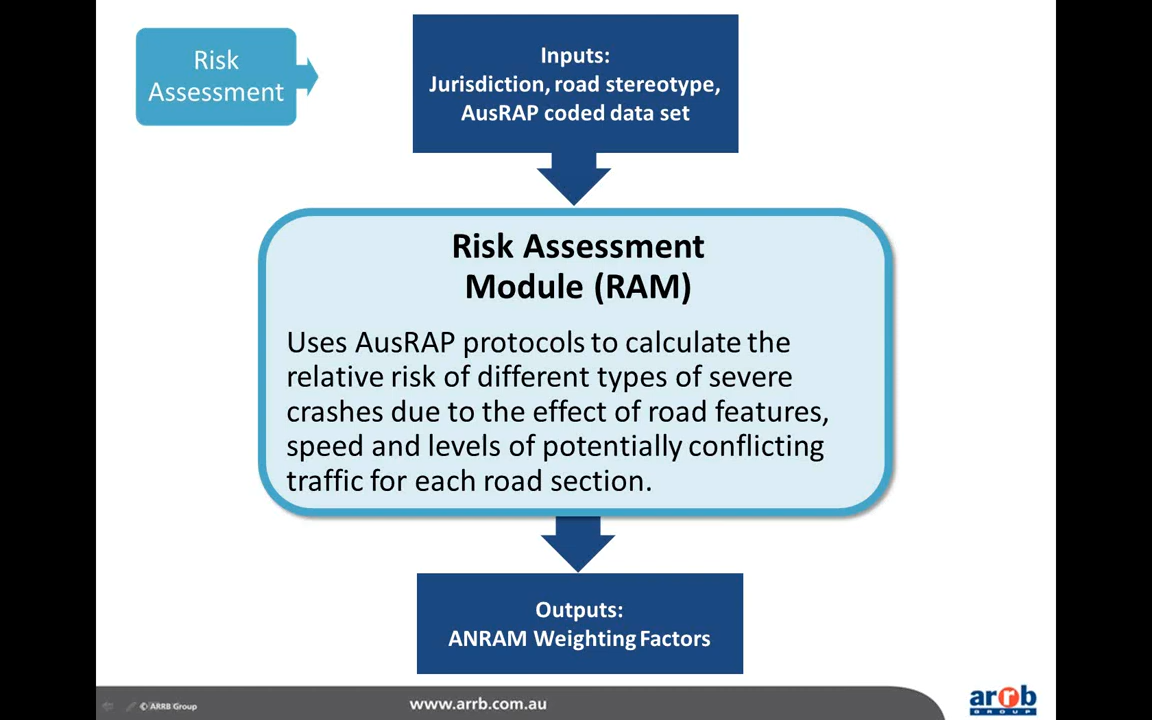 Risk
Assessment
Inputs:
Jurisdiction, road stereotype,
AusRAP coded data set
Risk Assessment
Module (RAM)
Uses AusRAP protocols to calculate the
relative risk of different types of severe
crashes due to the effect of road features,
speed and levels of potentially conflicting
traffic for each road section.
Outputs:
ANRAM Weighting Factors
© ARRB Group
www.arrb.com.au
arrb
GROUP